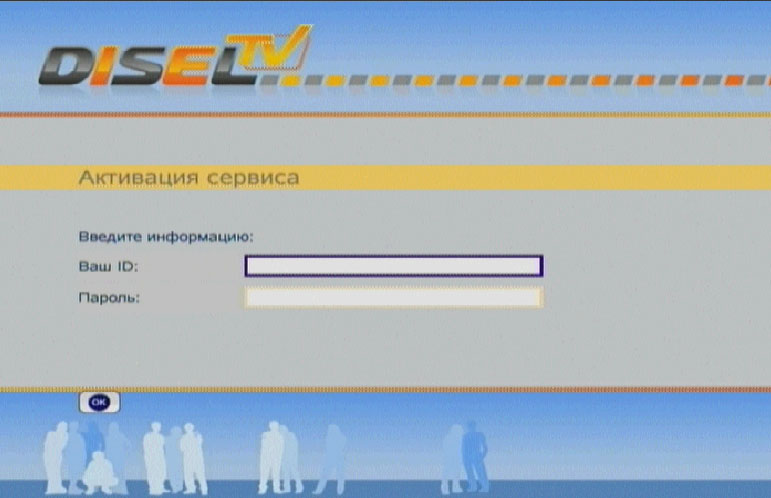 DISEL TV
Активация сервиса
Введите информацию:
Ваш ID:
Пароль:
OK